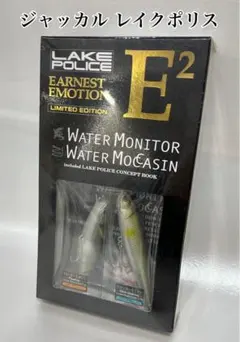 ジャッカル レイクポリス
LAKE
POLICE
EARNEST
EMOTION
LIMITED EDITION
E²
WATER MONITOR
WATER MOCASIN
included LAKE POLICE CONCEPT BOOK